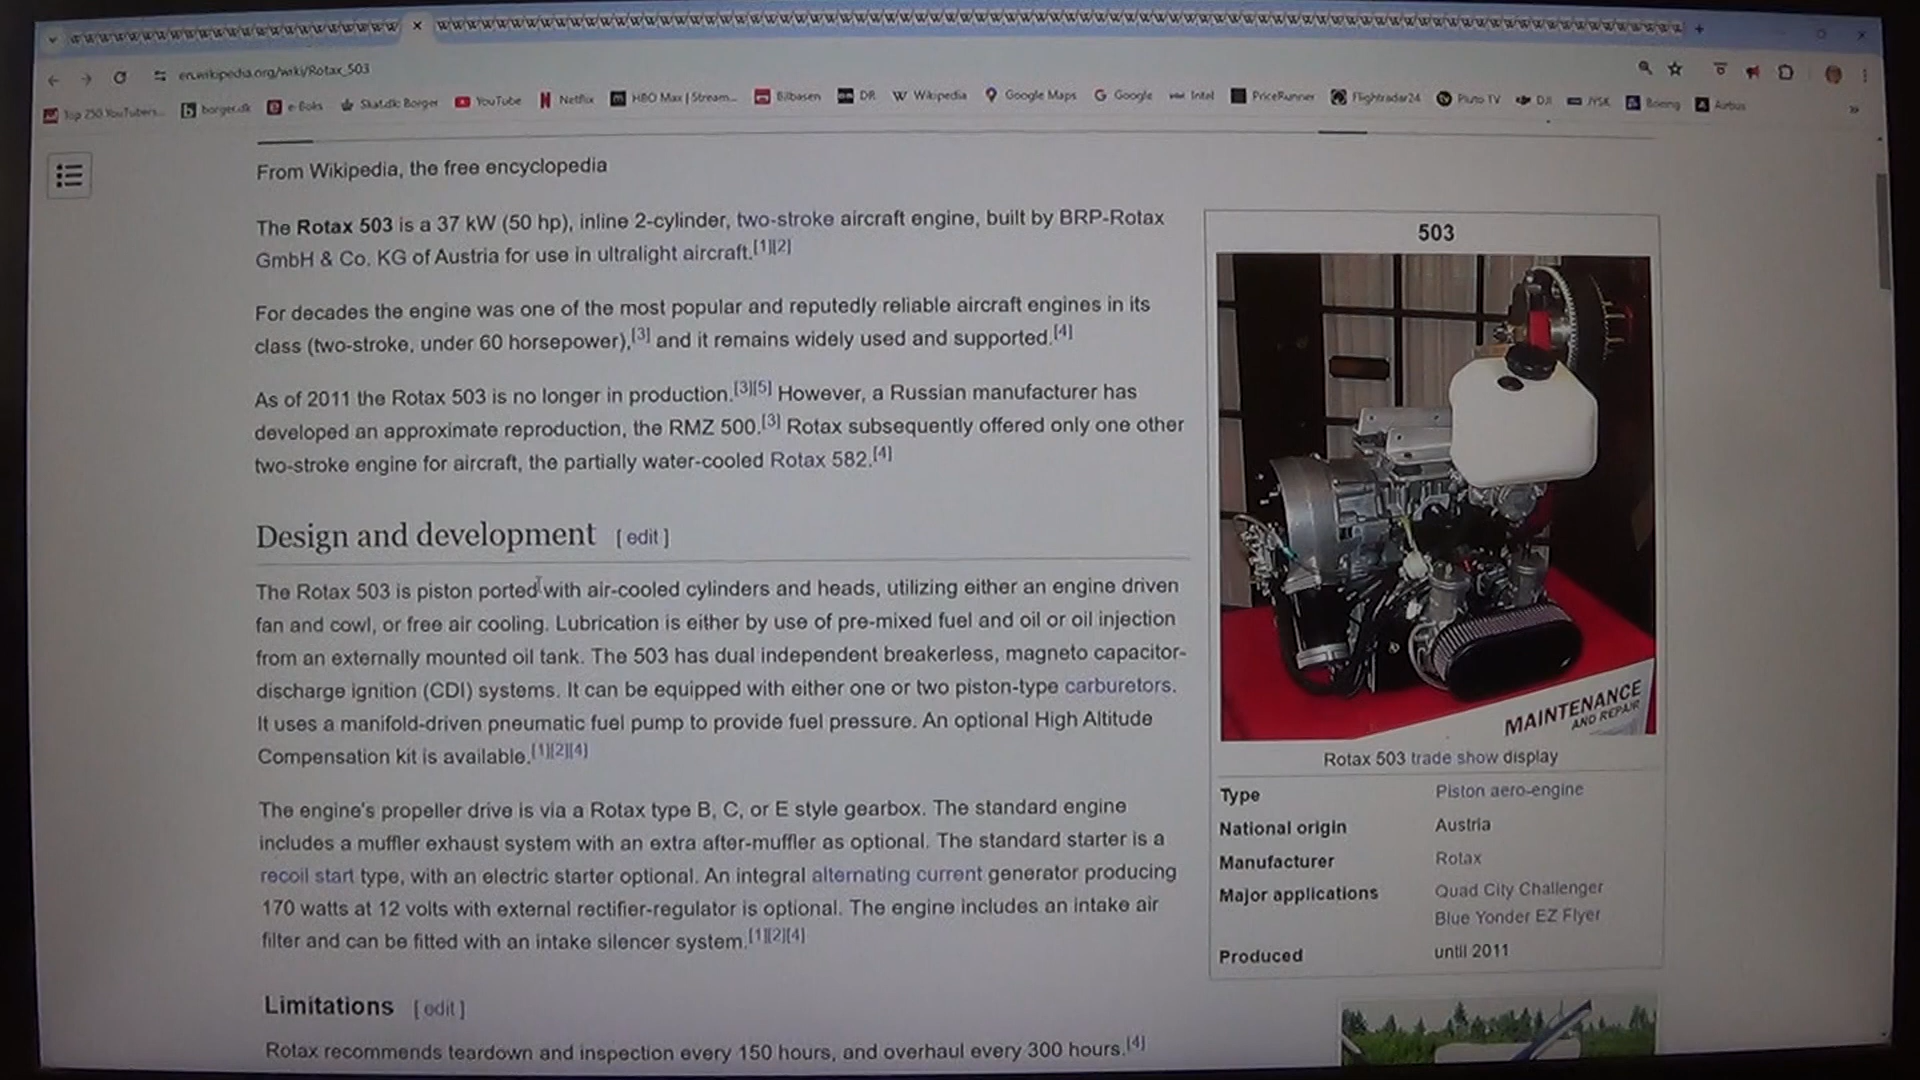 en.wikipedia.org/wiki/Rotax_503
Top 250 YouTubers... borger.dk e-Boks Skat.dk: Borger YouTube Netflix HBO Max | Stream... Bilbasen DR Wikipedia Google Maps Google Intel PriceRunner Flightradar24 Pluto TV DJI JYSK Boeing Airbus
From Wikipedia, the free encyclopedia
The Rotax 503 is a 37 kW (50 hp), inline 2-cylinder, two-stroke aircraft engine, built by BRP-Rotax
GmbH & Co. KG of Austria for use in ultralight aircraft.[1][2]
For decades the engine was one of the most popular and reputedly reliable aircraft engines in its
class (two-stroke, under 60 horsepower),[3] and it remains widely used and supported.[4]
As of 2011 the Rotax 503 is no longer in production.[3][5] However, a Russian manufacturer has
developed an approximate reproduction, the RMZ 500.[3] Rotax subsequently offered only one other
two-stroke engine for aircraft, the partially water-cooled Rotax 582.[4]
Design and development [ edit ]
The Rotax 503 is piston ported with air-cooled cylinders and heads, utilizing either an engine driven
fan and cowl, or free air cooling. Lubrication is either by use of pre-mixed fuel and oil or oil injection
from an externally mounted oil tank. The 503 has dual independent breakerless, magneto capacitor-
discharge ignition (CDI) systems. It can be equipped with either one or two piston-type carburetors.
It uses a manifold-driven pneumatic fuel pump to provide fuel pressure. An optional High Altitude
Compensation kit is available.[1][2][4]
The engine's propeller drive is via a Rotax type B, C, or E style gearbox. The standard engine
includes a muffler exhaust system with an extra after-muffler as optional. The standard starter is a
recoil start type, with an electric starter optional. An integral alternating current generator producing
170 watts at 12 volts with external rectifier-regulator is optional. The engine includes an intake air
filter and can be fitted with an intake silencer system.[1][2][4]
Limitations [ edit ]
Rotax recommends teardown and inspection every 150 hours, and overhaul every 300 hours.[4]
503
MAINTENANCE
AND REPAIR
Rotax 503 trade show display
Type Piston aero-engine
National origin Austria
Manufacturer Rotax
Major applications Quad City Challenger
Blue Yonder EZ Flyer
Produced until 2011